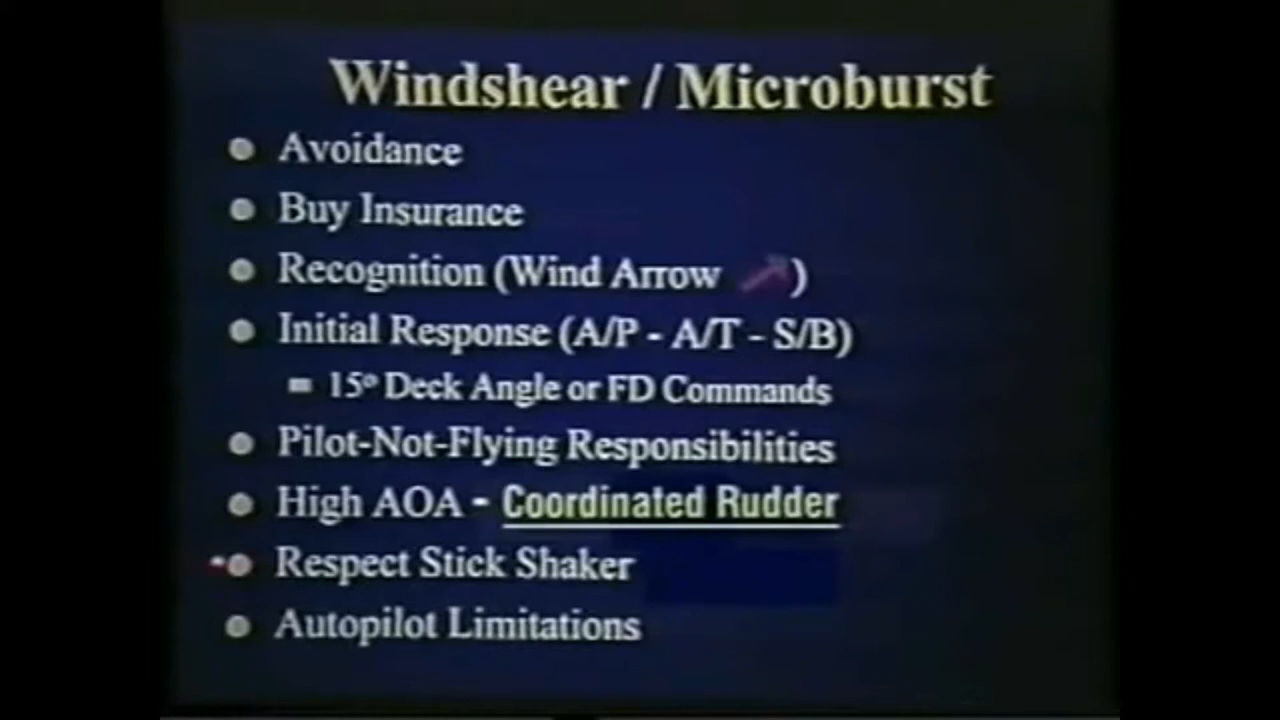 Windshear / Microburst
Avoidance
Buy Insurance
Recognition (Wind Arrow )
Initial Response (A/P - A/T - S/B)
15º Deck Angle or FD Commands
Pilot-Not-Flying Responsibilities
High AOA - Coordinated Rudder
Respect Stick Shaker
Autopilot Limitations